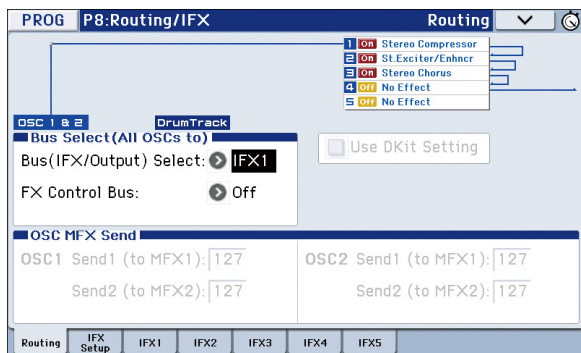 PROG P8:Routing/IFX Routing
1 On Stereo Compressor
2 On St.Exciter/Enhncr
3 On Stereo Chorus
4 Off No Effect
5 Off No Effect
OSC 1 & 2 DrumTrack
Bus Select(All OSCs to)
Bus(IFX/Output) Select: IFX1
Use DKit Setting
FX Control Bus: Off
OSC MFX Send
OSC1 Send1 (to MFX1): 127 OSC2 Send1 (to MFX1): 127
Send2 (to MFX2): 127 Send2 (to MFX2): 127
Routing IFX Setup IFX1 IFX2 IFX3 IFX4 IFX5